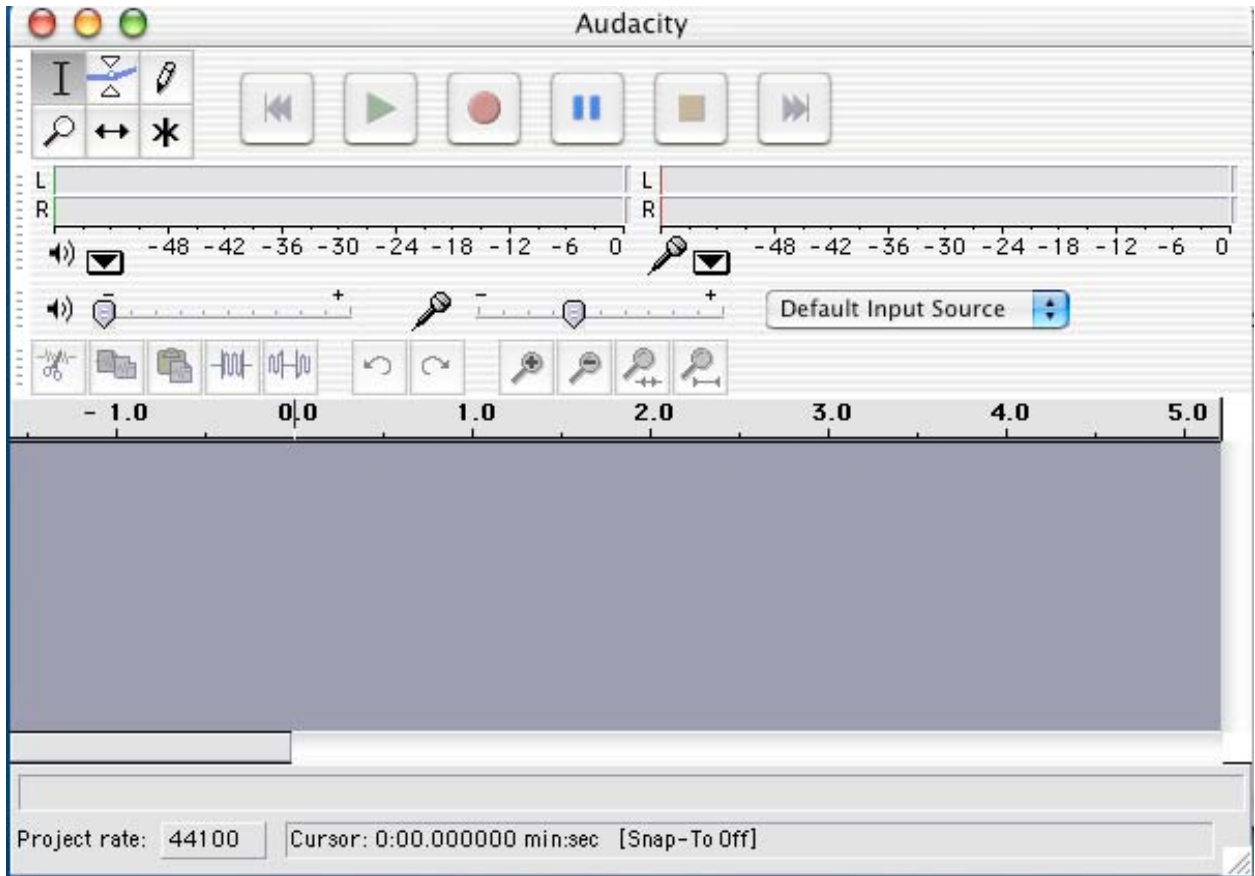 Audacity
L
R
-48 -42 -36 -30 -24 -18 -12 -6 0
L
R
-48 -42 -36 -30 -24 -18 -12 -6 0
- +
- +
Default Input Source
- 1.0 0.0 1.0 2.0 3.0 4.0 5.0
Project rate: 44100
Cursor: 0:00.000000 min:sec [Snap-To Off]